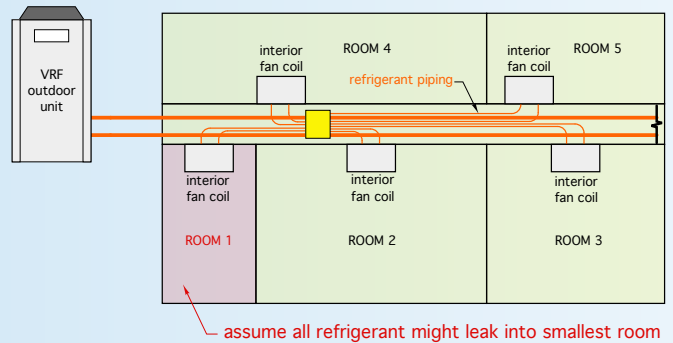 VRF
outdoor
unit
interior
fan coil
ROOM 4
refrigerant piping
interior
fan coil
ROOM 5
interior
fan coil
ROOM 1
interior
fan coil
ROOM 2
interior
fan coil
ROOM 3
assume all refrigerant might leak into smallest room